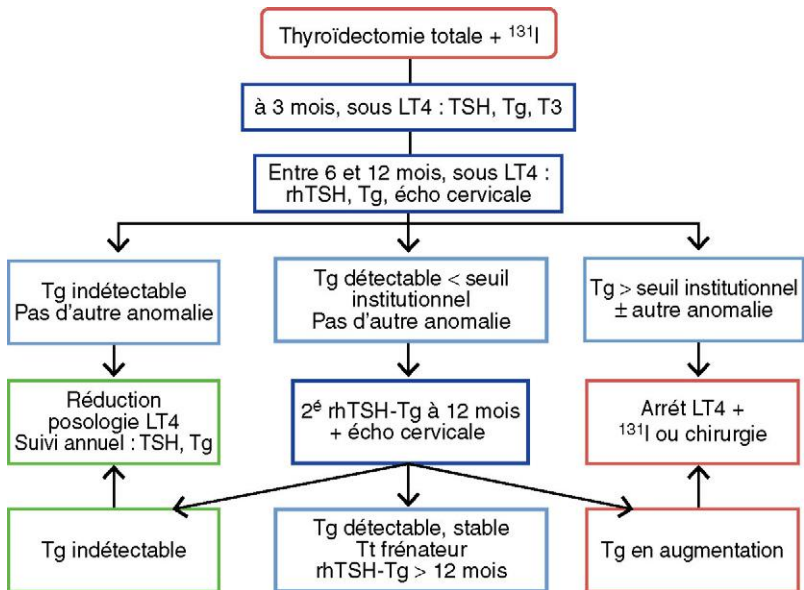 Thyroïdectomie totale + ¹³¹I
à 3 mois, sous LT4 : TSH, Tg, T3
Entre 6 et 12 mois, sous LT4 :
rhTSH, Tg, écho cervicale
Tg indétectable
Pas d'autre anomalie
Tg détectable < seuil
institutionnel
Pas d'autre anomalie
Tg > seuil institutionnel
± autre anomalie
Réduction
posologie LT4
Suivi annuel : TSH, Tg
2ᵉ́ rhTSH-Tg à 12 mois
+ écho cervicale
Arrét LT4 +
¹³¹I ou chirurgie
Tg indétectable
Tg détectable, stable
Tt frénateur
rhTSH-Tg > 12 mois
Tg en augmentation